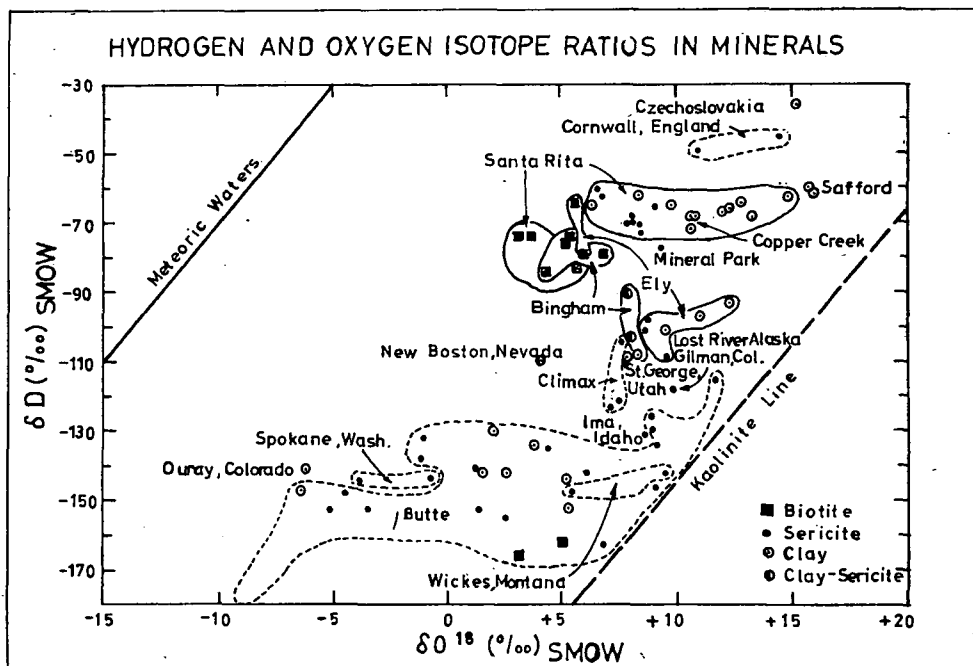 HYDROGEN AND OXYGEN ISOTOPE RATIOS IN MINERALS
-30
-50
-70
-90
-110
-130
-150
-170
δD (°/oo) SMOW
Meteoric Waters
Czechoslovakia
Cornwall, England
Santa Rita
Safford
Copper Creek
Mineral Park
Ely
Bingham
Lost River Alaska
New Boston, Nevada
Gilman, Col.
Climax
St. George,
Utah
Ima,
Idaho
Kaolinite Line
Spokane, Wash.
Ouray, Colorado
Butte
Wickes, Montana
Biotite
Sericite
Clay
Clay-Sericite
-15
-10
-5
0
+5
+10
+15
+20
δO¹⁸ (°/oo) SMOW